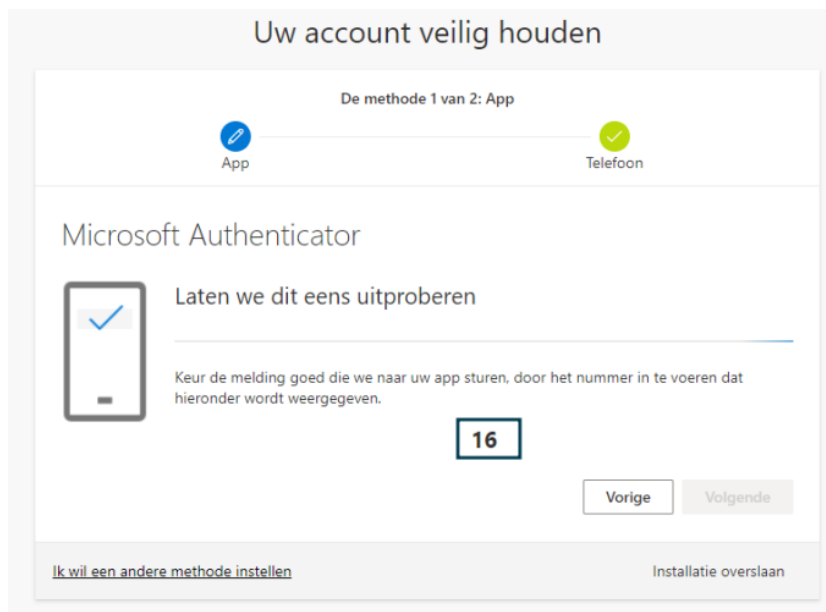 Uw account veilig houden
De methode 1 van 2: App
App
Telefoon
Microsoft Authenticator
Laten we dit eens uitproberen
Keur de melding goed die we naar uw app sturen, door het nummer in te voeren dat
hieronder wordt weergegeven.
16
Vorige
Volgende
Ik wil een andere methode instellen
Installatie overslaan